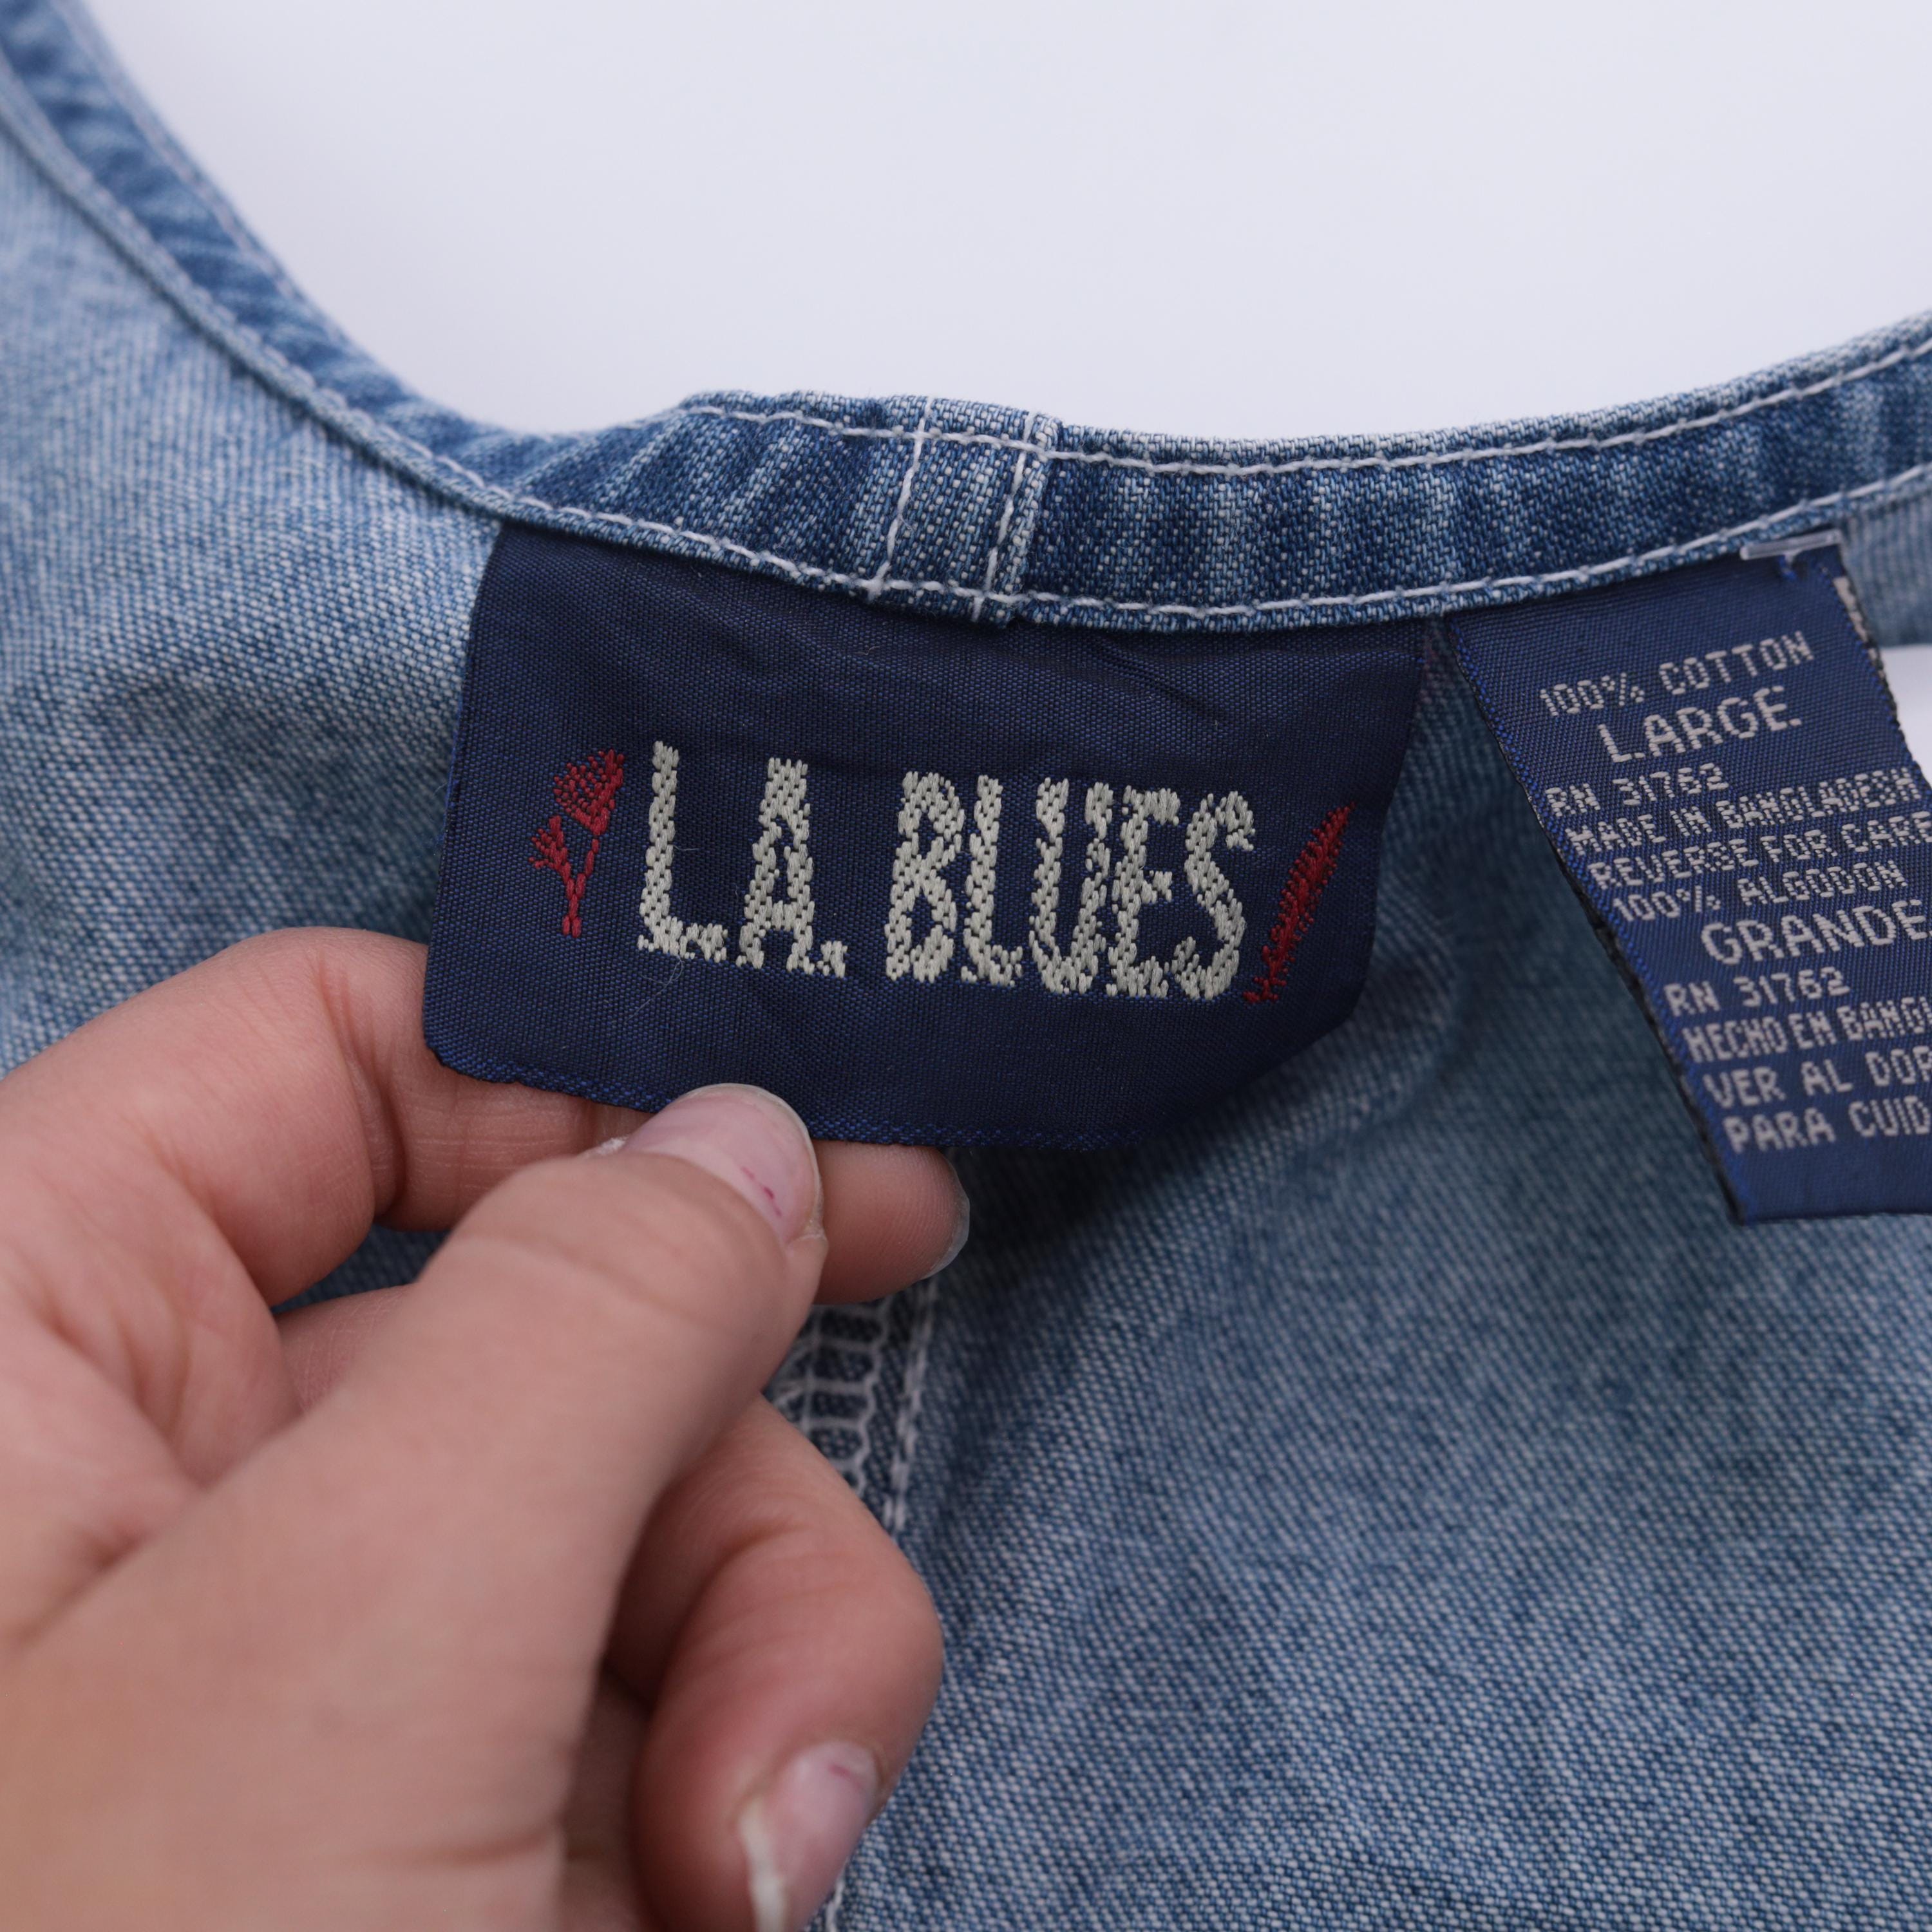 L.A. BLUES
100% COTTON
LARGE
RN 31762
MADE IN BANGLADESH
REVERSE FOR CARE
100% ALGODON
GRANDE
RN 31762
HECHO EN BANG
VER AL DOR
PARA CUID